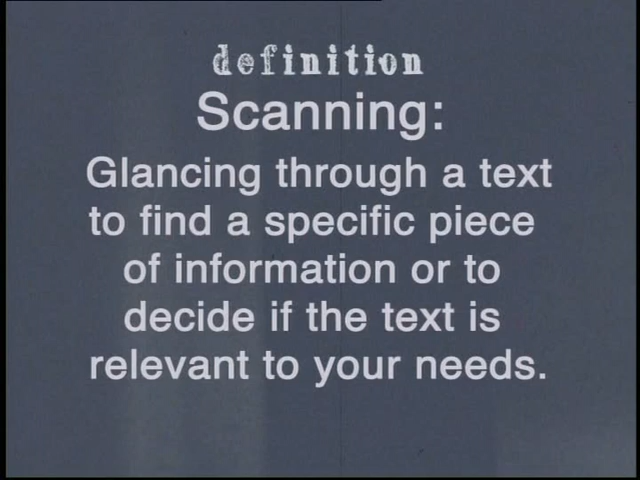 definition
Scanning:
Glancing through a text
to find a specific piece
of information or to
decide if the text is
relevant to your needs.